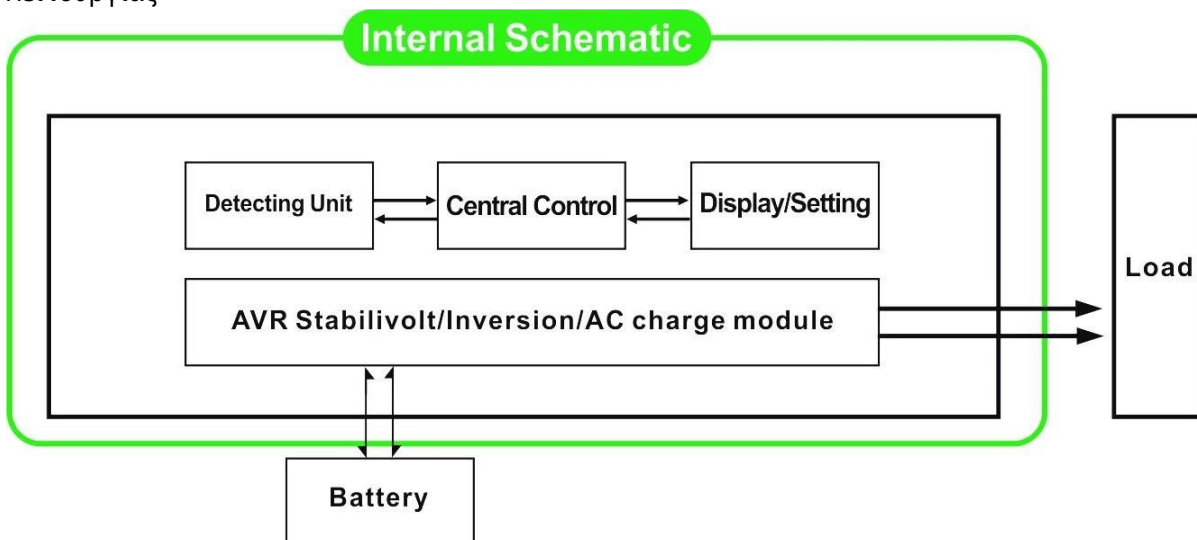 Internal Schematic
Detecting Unit
Central Control
Display/Setting
Load
AVR Stabilivolt/Inversion/AC charge module
Battery